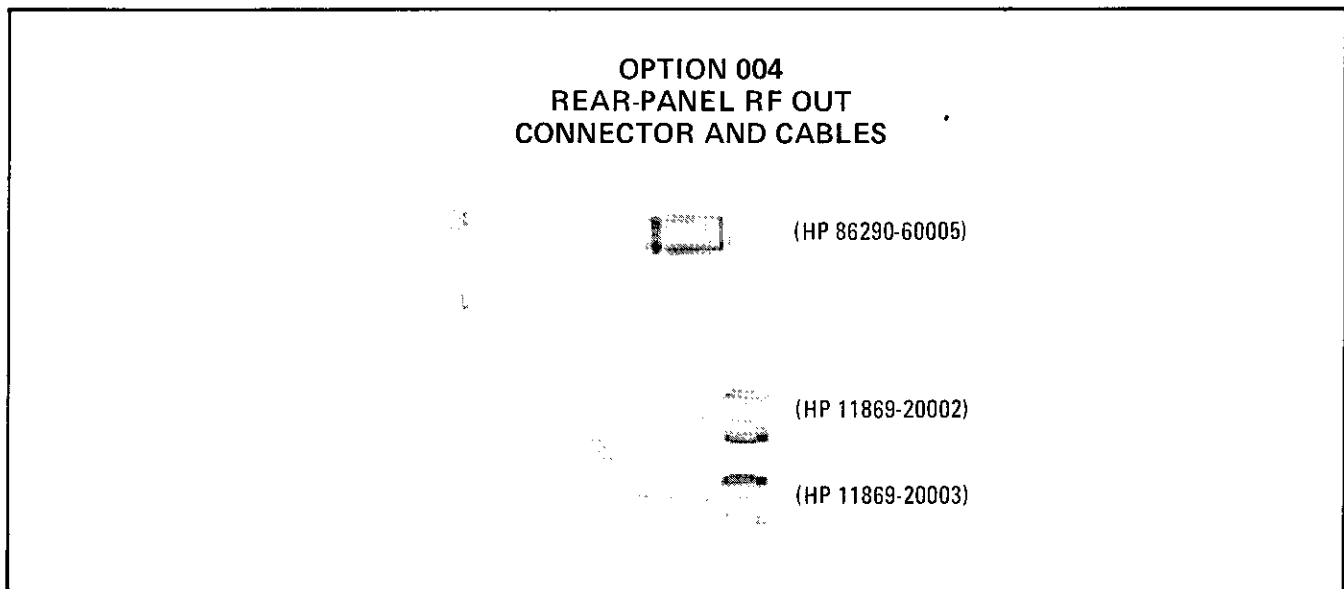 OPTION 004
REAR-PANEL RF OUT
CONNECTOR AND CABLES
(HP 86290-60005)
(HP 11869-20002)
(HP 11869-20003)